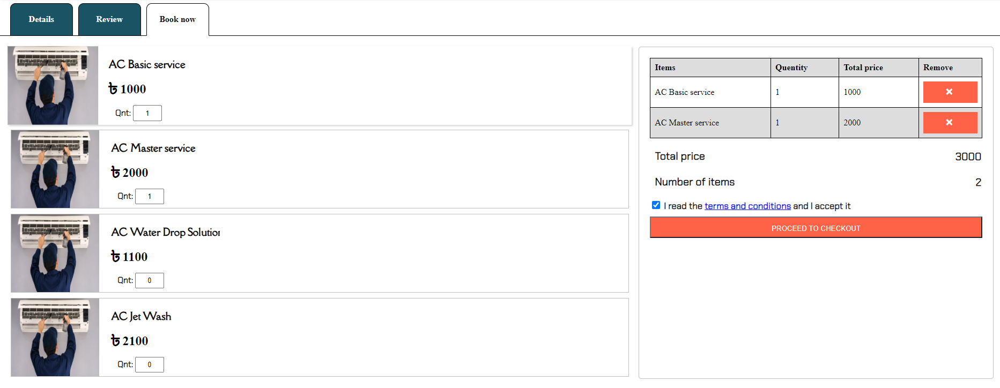 Details Review Book now
AC Basic service
৳ 1000
Qnt: 1
AC Master service
৳ 2000
Qnt: 1
AC Water Drop Solution
৳ 1100
Qnt: 0
AC Jet Wash
৳ 2100
Qnt: 0
Items Quentity Total price Remove
AC Basic service 1 1000 ×
AC Master service 1 2000 ×
Total price 3000
Number of items 2
I read the terms and conditions and I accept it
PROCEED TO CHECKOUT